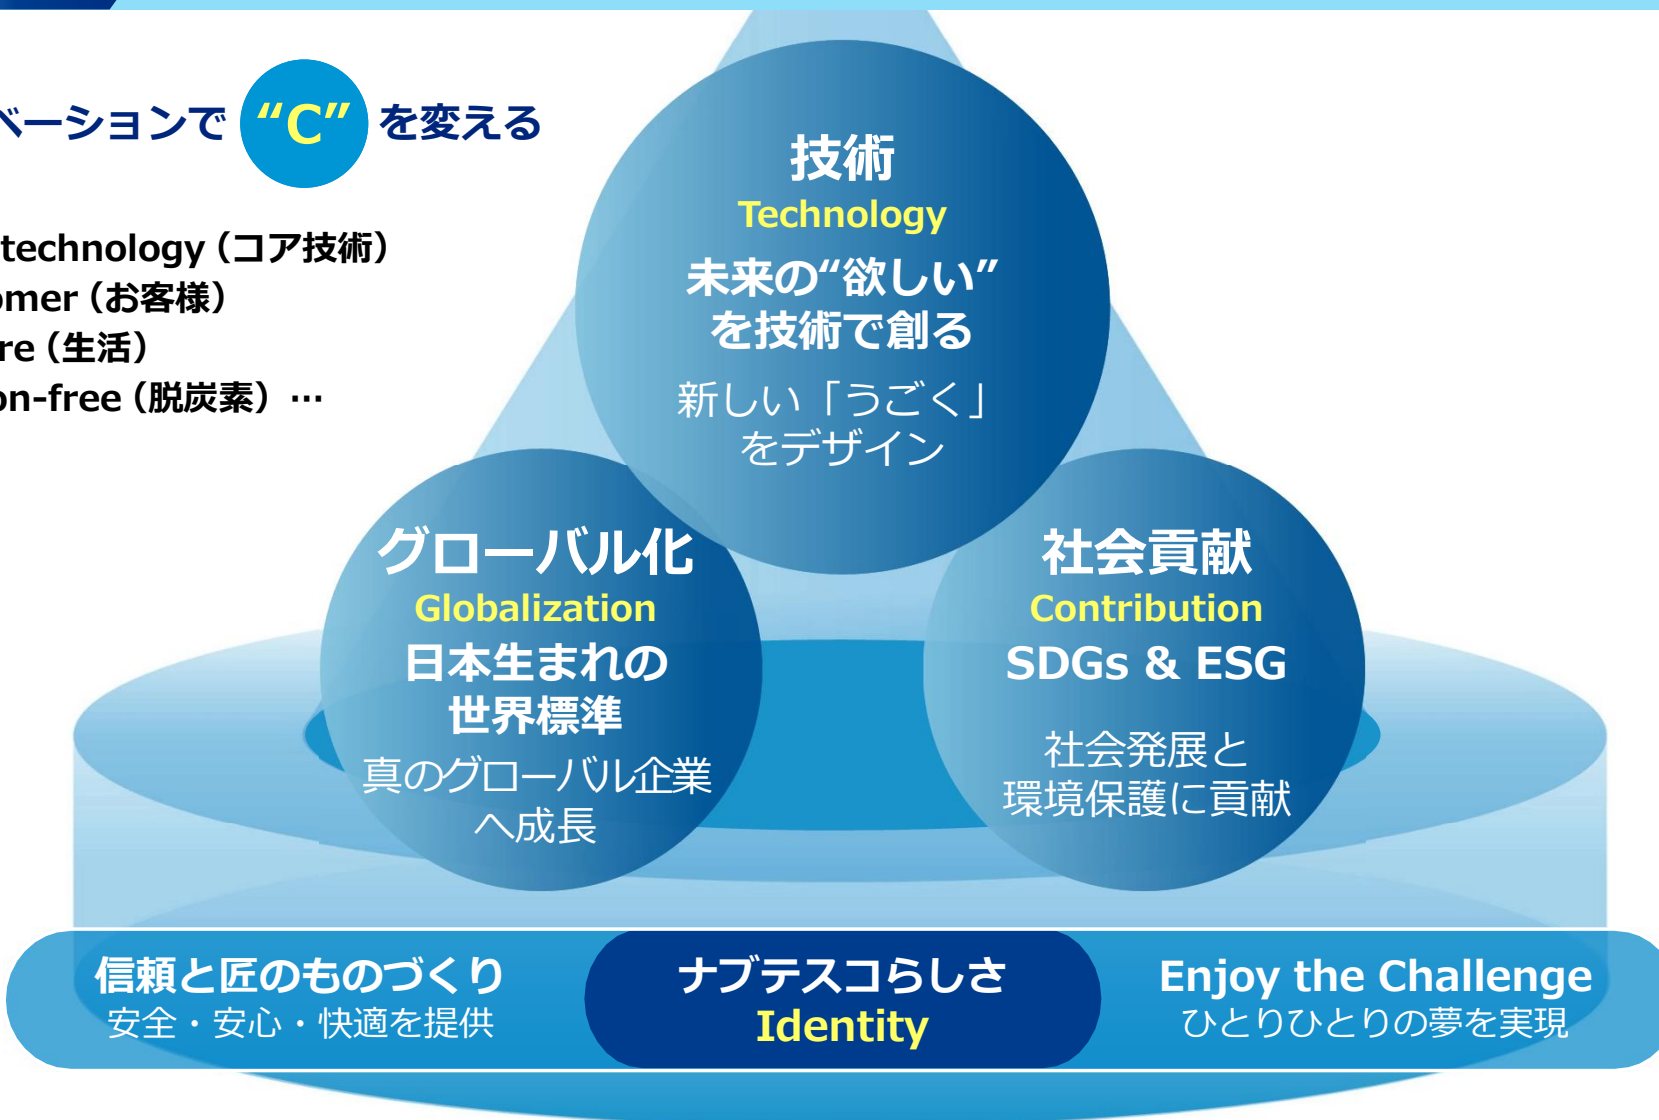 ベーションで “C” を変える
technology（コア技術）
omer（お客様）
re（生活）
on-free（脱炭素）…
技術
Technology
未来の“欲しい”
を技術で創る
新しい「うごく」
をデザイン
グローバル化
Globalization
日本生まれの
世界標準
真のグローバル企業
へ成長
社会貢献
Contribution
SDGs & ESG
社会発展と
環境保護に貢献
信頼と匠のものづくり
安全・安心・快適を提供
ナブテスコらしさ
Identity
Enjoy the Challenge
ひとりひとりの夢を実現